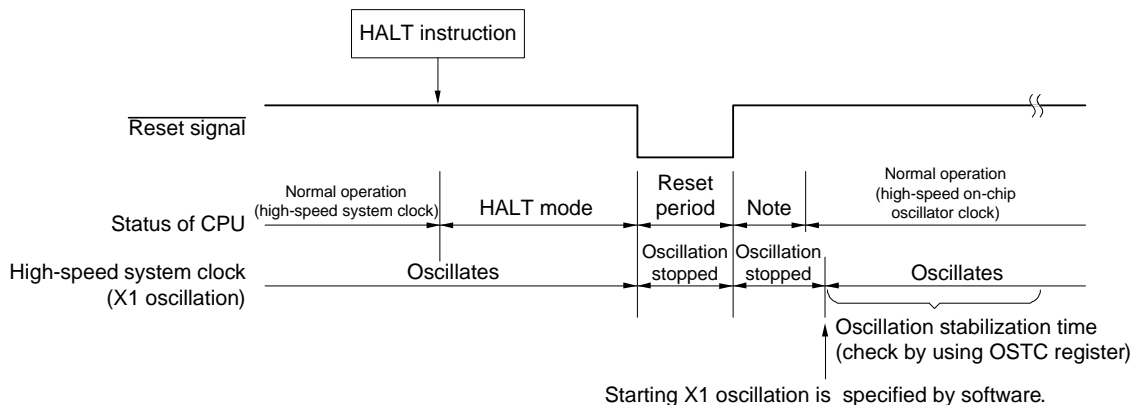 HALT instruction
Reset signal
Status of CPU
Normal operation
(high-speed system clock)
HALT mode
Reset
period
Note
Normal operation
(high-speed on-chip
oscillator clock)
High-speed system clock
(X1 oscillation)
Oscillates
Oscillation
stopped
Oscillation
stopped
Oscillates
Oscillation stabilization time
(check by using OSTC register)
Starting X1 oscillation is specified by software.